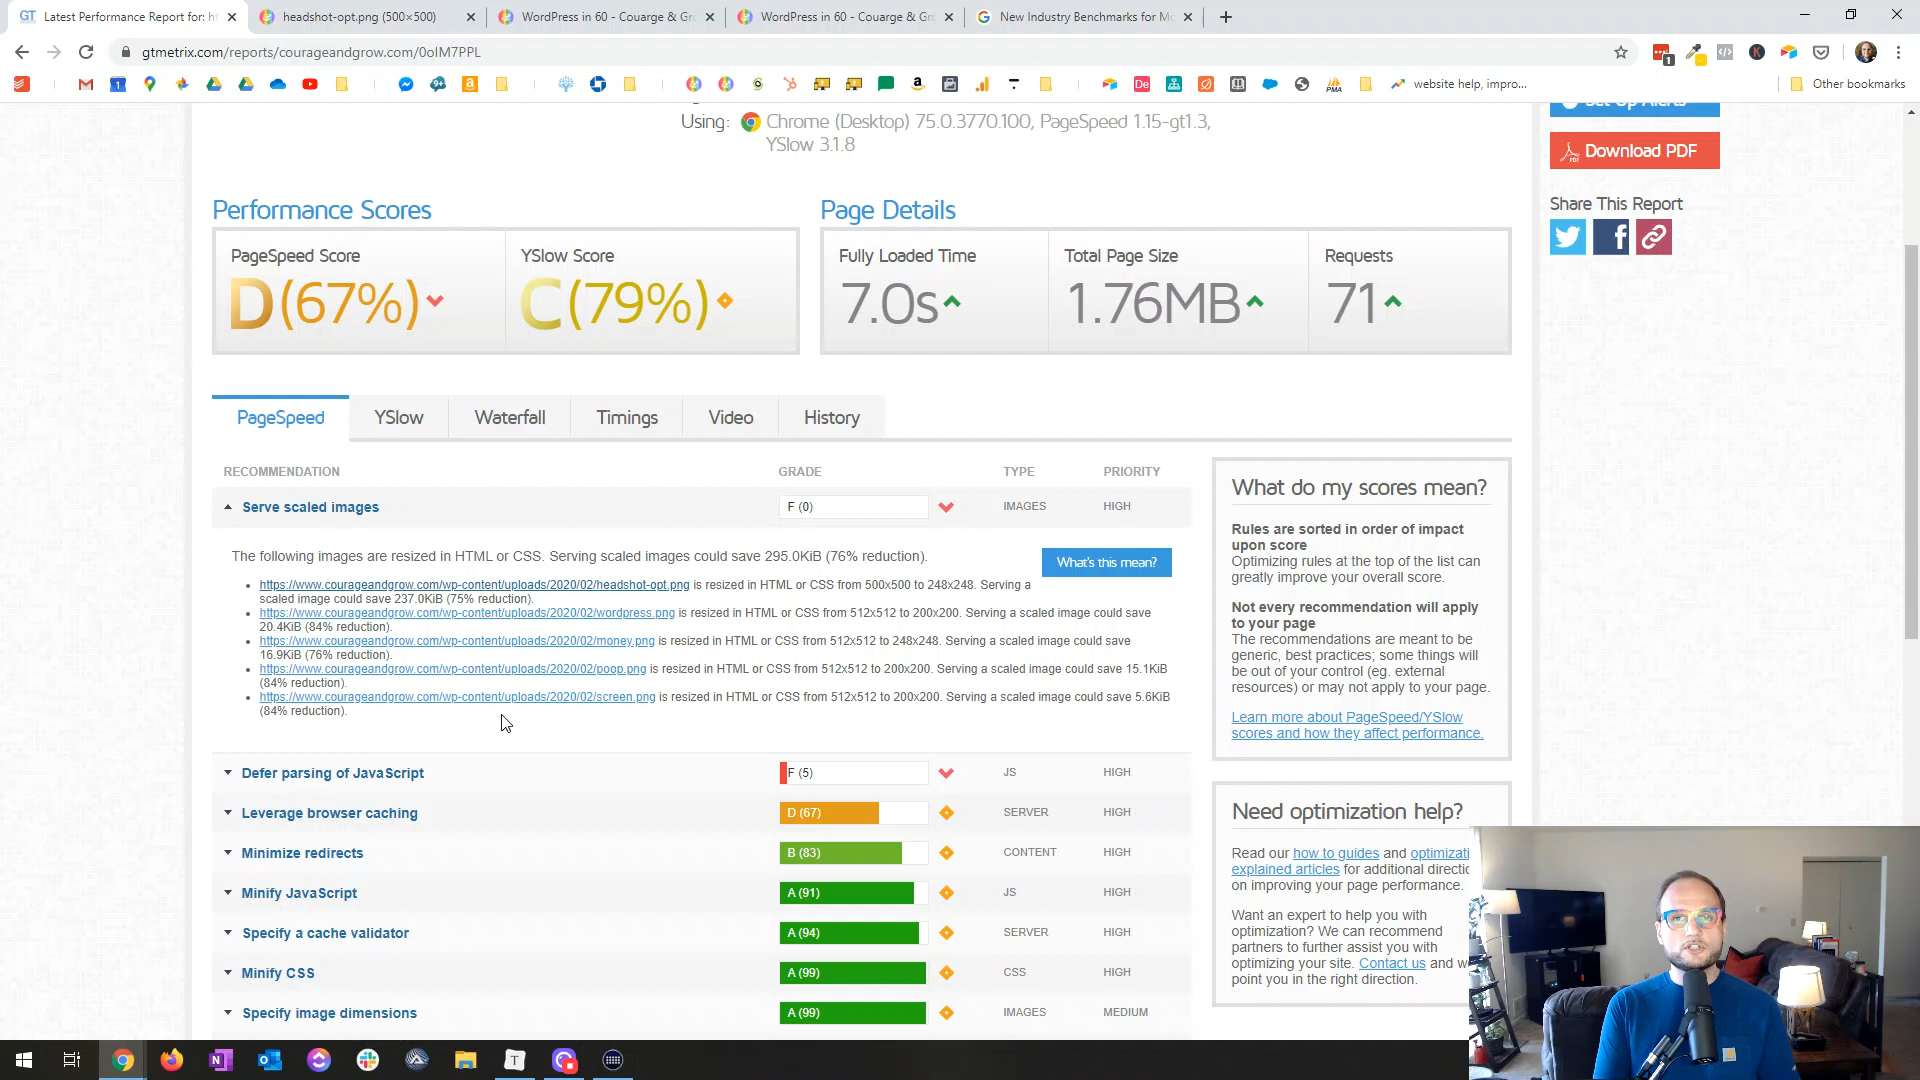 Latest Performance Report for: ht
headshot-opt.png (500×500)
WordPress in 60 - Couarge & Gro
WordPress in 60 - Couarge & Gro
New Industry Benchmarks for Mo
gtmetrix.com/reports/courageandgrow.com/0olM7PPL
website help, impro...
Other bookmarks
Set Up Alerts
Using: Chrome (Desktop) 75.0.3770.100, PageSpeed 1.15-gt1.3,
YSlow 3.1.8
Download PDF
Share This Report
Performance Scores
Page Details
PageSpeed Score
YSlow Score
Fully Loaded Time
Total Page Size
Requests
D(67%)
C(79%)
7.0s
1.76MB
71
PageSpeed
YSlow
Waterfall
Timings
Video
History
RECOMMENDATION
GRADE
TYPE
PRIORITY
Serve scaled images
F (0)
IMAGES
HIGH
The following images are resized in HTML or CSS. Serving scaled images could save 295.0KiB (76% reduction).
What's this mean?
https://www.courageandgrow.com/wp-content/uploads/2020/02/headshot-opt.png is resized in HTML or CSS from 500x500 to 248x248. Serving a
scaled image could save 237.0KiB (75% reduction).
https://www.courageandgrow.com/wp-content/uploads/2020/02/wordpress.png is resized in HTML or CSS from 512x512 to 200x200. Serving a scaled image could save
20.4KiB (84% reduction).
https://www.courageandgrow.com/wp-content/uploads/2020/02/money.png is resized in HTML or CSS from 512x512 to 248x248. Serving a scaled image could save
16.9KiB (76% reduction).
https://www.courageandgrow.com/wp-content/uploads/2020/02/poop.png is resized in HTML or CSS from 512x512 to 200x200. Serving a scaled image could save 15.1KiB
(84% reduction).
https://www.courageandgrow.com/wp-content/uploads/2020/02/screen.png is resized in HTML or CSS from 512x512 to 200x200. Serving a scaled image could save 5.6KiB
(84% reduction).
Defer parsing of JavaScript
F (5)
JS
HIGH
Leverage browser caching
D (67)
SERVER
HIGH
Minimize redirects
B (83)
CONTENT
HIGH
Minify JavaScript
A (91)
JS
HIGH
Specify a cache validator
A (94)
SERVER
HIGH
Minify CSS
A (99)
CSS
HIGH
Specify image dimensions
A (99)
IMAGES
MEDIUM
What do my scores mean?
Rules are sorted in order of impact
upon score
Optimizing rules at the top of the list can
greatly improve your overall score.
Not every recommendation will apply
to your page
The recommendations are meant to be
generic, best practices; some things will
be out of your control (eg. external
resources) or may not apply to your page.
Learn more about PageSpeed/YSlow
scores and how they affect performance.
Need optimization help?
Read our how to guides and optimizati
explained articles for additional directio
on improving your page performance.
Want an expert to help you with
optimization? We can recommend
partners to further assist you with
optimizing your site. Contact us and w
point you in the right direction.